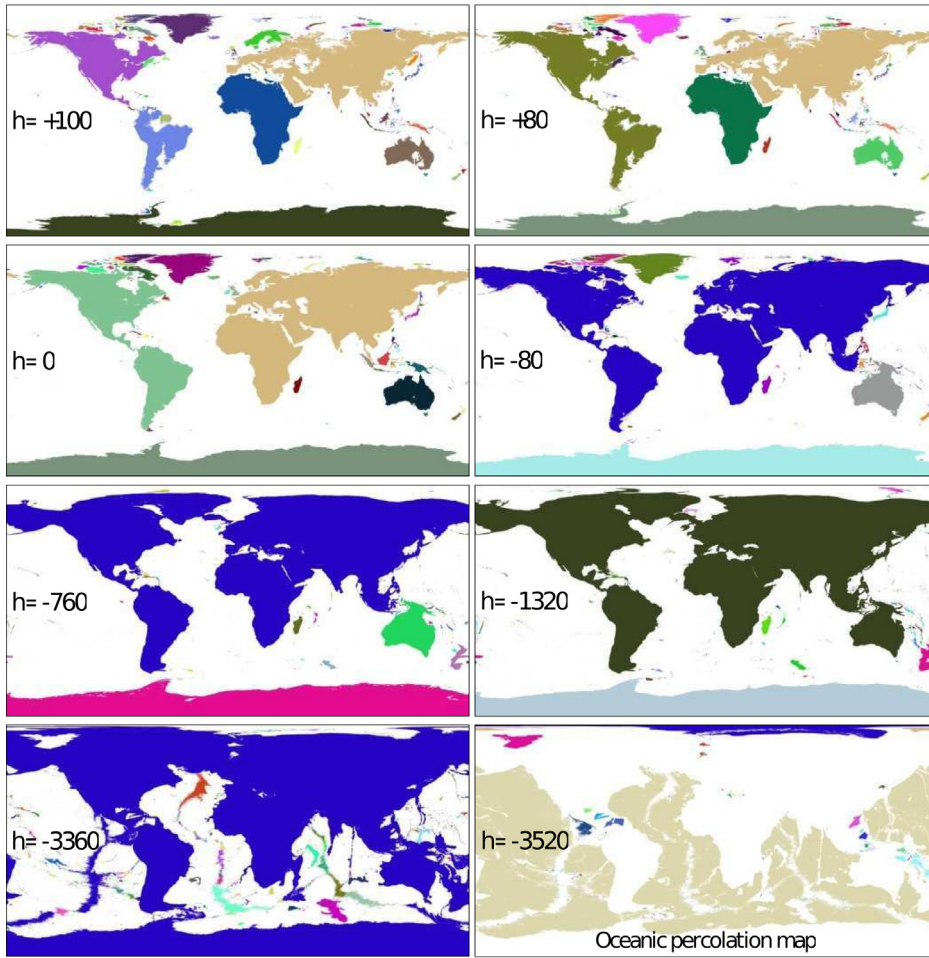 h= +100
h= +80
h= 0
h= -80
h= -760
h= -1320
h= -3360
h= -3520
Oceanic percolation map